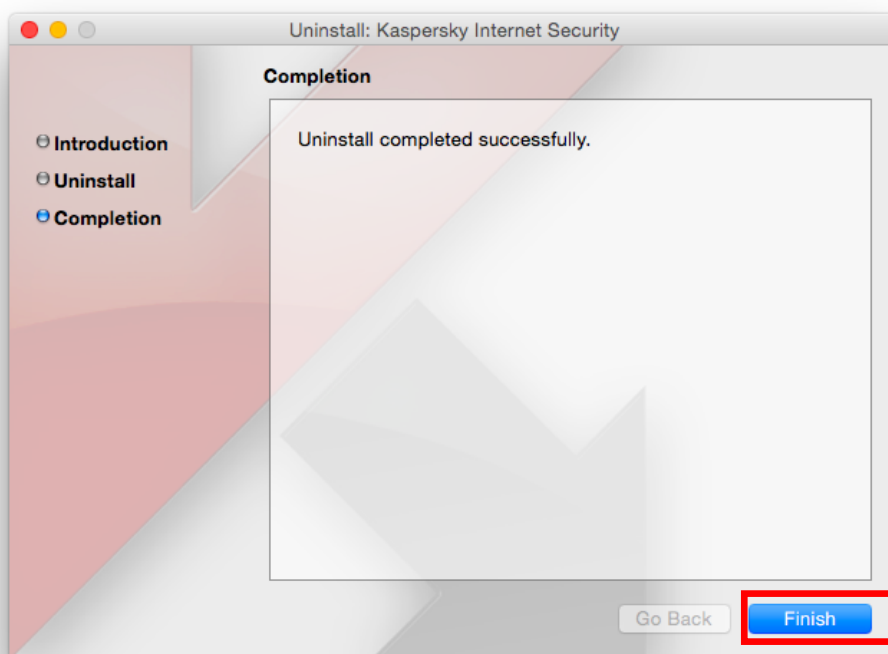 Uninstall: Kaspersky Internet Security
Completion
Introduction
Uninstall
Completion
Uninstall completed successfully.
Go Back
Finish